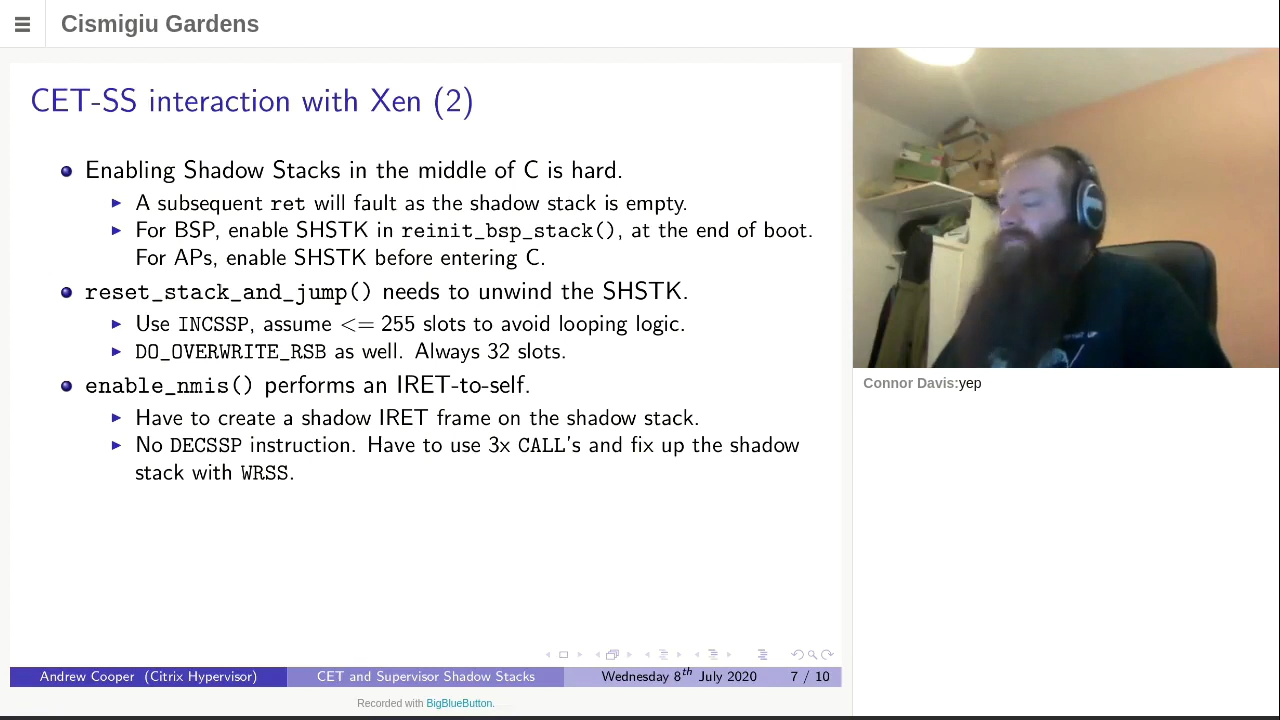 Cismigiu Gardens
CET-SS interaction with Xen (2)
Enabling Shadow Stacks in the middle of C is hard.
A subsequent ret will fault as the shadow stack is empty.
For BSP, enable SHSTK in reinit_bsp_stack(), at the end of boot.
For APs, enable SHSTK before entering C.
reset_stack_and_jump() needs to unwind the SHSTK.
Use INCSSP, assume <= 255 slots to avoid looping logic.
DO_OVERWRITE_RSB as well. Always 32 slots.
enable_nmis() performs an IRET-to-self.
Have to create a shadow IRET frame on the shadow stack.
No DECSSP instruction. Have to use 3x CALL's and fix up the shadow
stack with WRSS.
Andrew Cooper (Citrix Hypervisor) CET and Supervisor Shadow Stacks Wednesday 8th July 2020 7 / 10
Recorded with BigBlueButton.
Connor Davis:yep